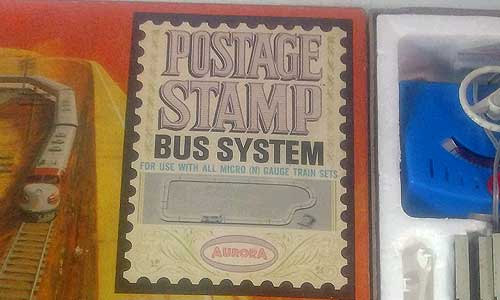 POSTAGE
STAMP
BUS SYSTEM
FOR USE WITH ALL MICRO (N) GAUGE TRAIN SETS
AURORA